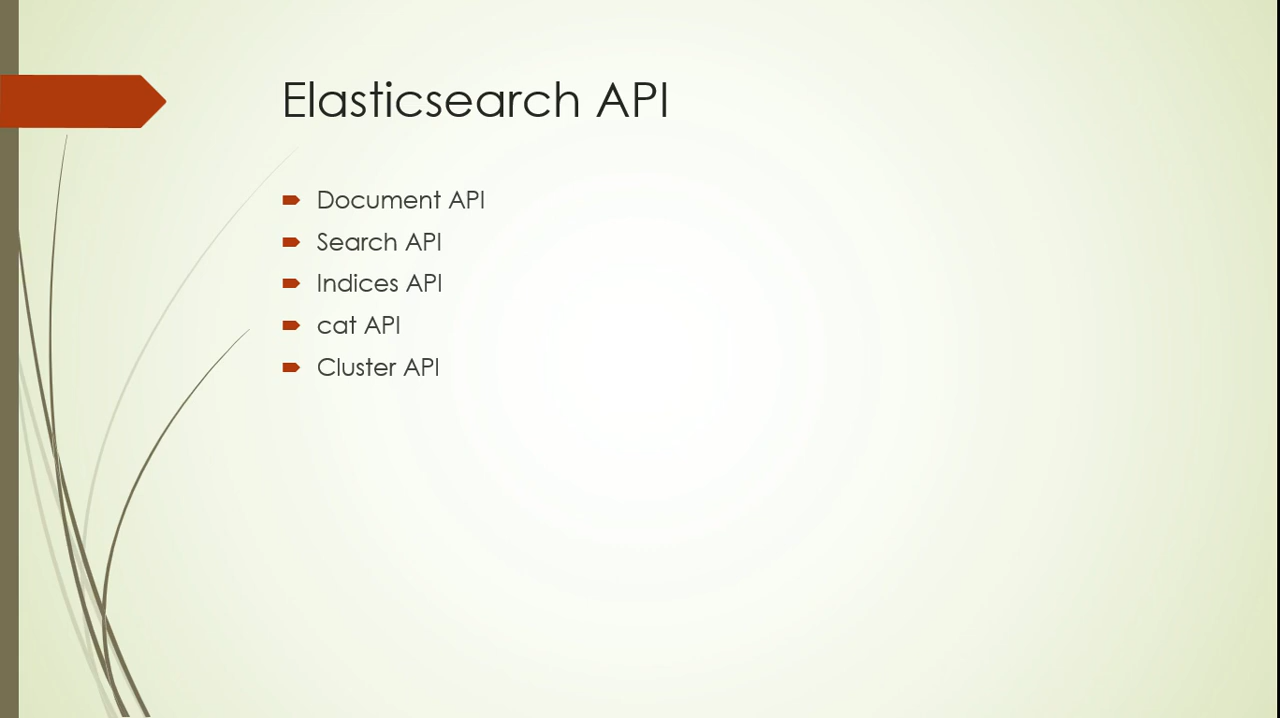 Elasticsearch API
Document API
Search API
Indices API
cat API
Cluster API